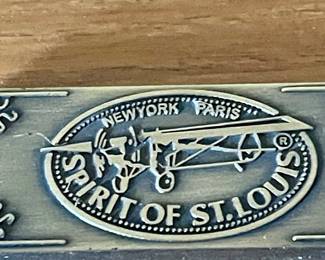 NEWYORK PARIS
SPIRIT OF ST. LOUIS
®